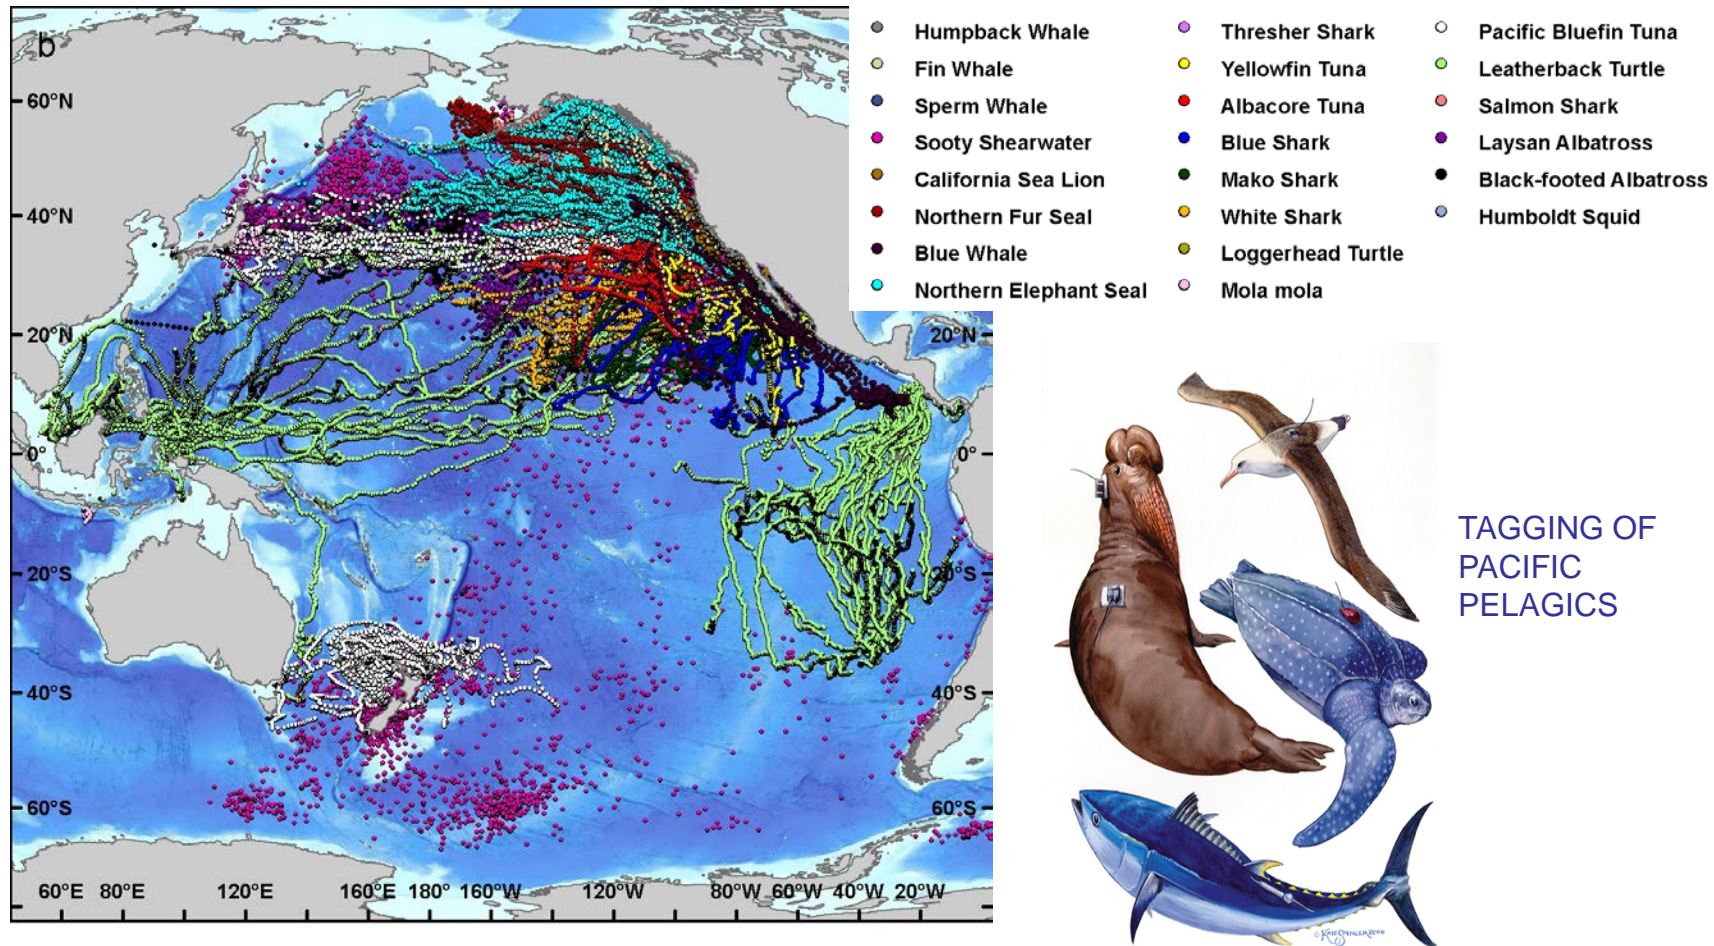 b
60°N
40°N
20°N
0°
20°S
40°S
60°S
20°N
0°
20°S
40°S
60°S
60°E 80°E 120°E 160°E 180° 160°W 120°W 80°W 60°W 40°W 20°W
Humpback Whale
Fin Whale
Sperm Whale
Sooty Shearwater
California Sea Lion
Northern Fur Seal
Blue Whale
Northern Elephant Seal
Thresher Shark
Yellowfin Tuna
Albacore Tuna
Blue Shark
Mako Shark
White Shark
Loggerhead Turtle
Mola mola
Pacific Bluefin Tuna
Leatherback Turtle
Salmon Shark
Laysan Albatross
Black-footed Albatross
Humboldt Squid
TAGGING OF
PACIFIC
PELAGICS
© KATE SPENCER 2000